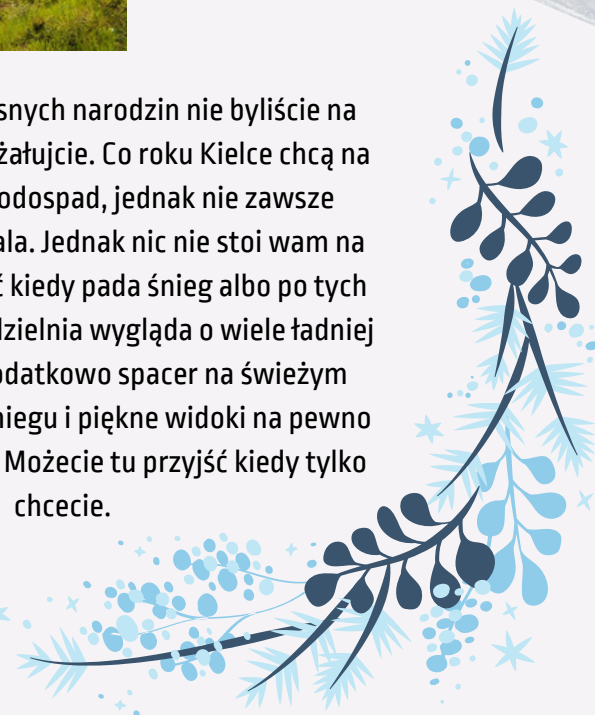 snych narodzin nie byliście na
żałujcie. Co roku Kielce chcą na
odospad, jednak nie zawsze
ala. Jednak nic nie stoi wam na
ć kiedy pada śnieg albo po tych
dzielnia wygląda o wiele ładniej
odatkowo spacer na świeżym
niegu i piękne widoki na pewno
Możecie tu przyjść kiedy tylko
chcecie.